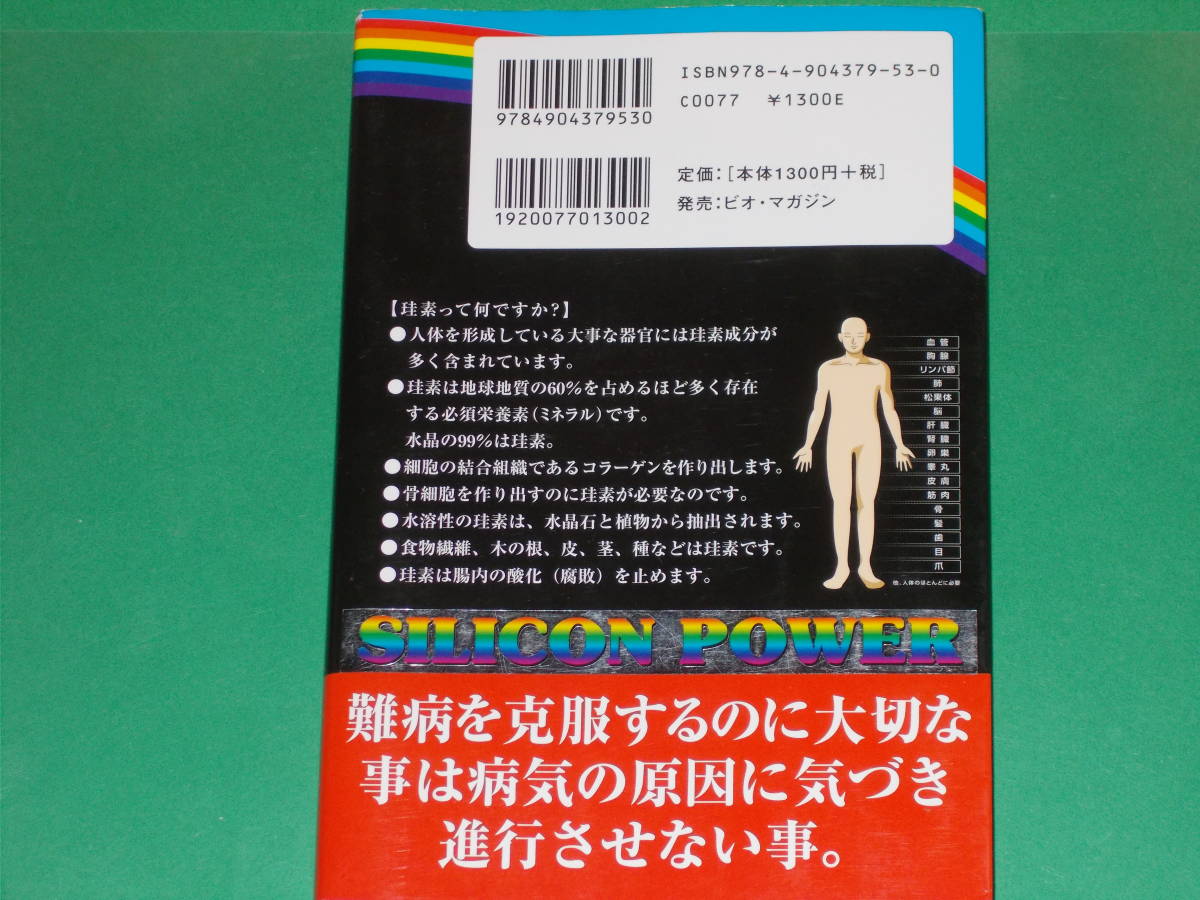 ISBN978-4-904379-53-0
C0077 ¥1300E
9784904379530
定価:[本体1300円+税]
発売:ビオ・マガジン
1920077013002
【珪素って何ですか?】
●人体を形成している大事な器官には珪素成分が
多く含まれています。
●珪素は地球地質の60%を占めるほど多く存在
する必須栄養素(ミネラル)です。
水晶の99%は珪素。
●細胞の結合組織であるコラーゲンを作り出します。
●骨細胞を作り出すのに珪素が必要なのです。
●水溶性の珪素は、水晶石と植物から抽出されます。
●食物繊維、木の根、皮、茎、種などは珪素です。
●珪素は腸内の酸化(腐敗)を止めます。
血管
胸腺
リンパ節
肺
松果体
脳
肝臓
腎臓
卵巣
睾丸
皮膚
筋肉
骨
髪
歯
目
爪
他、人体のほとんどに必要
SILICON POWER
難病を克服するのに大切な
事は病気の原因に気づき
進行させない事。